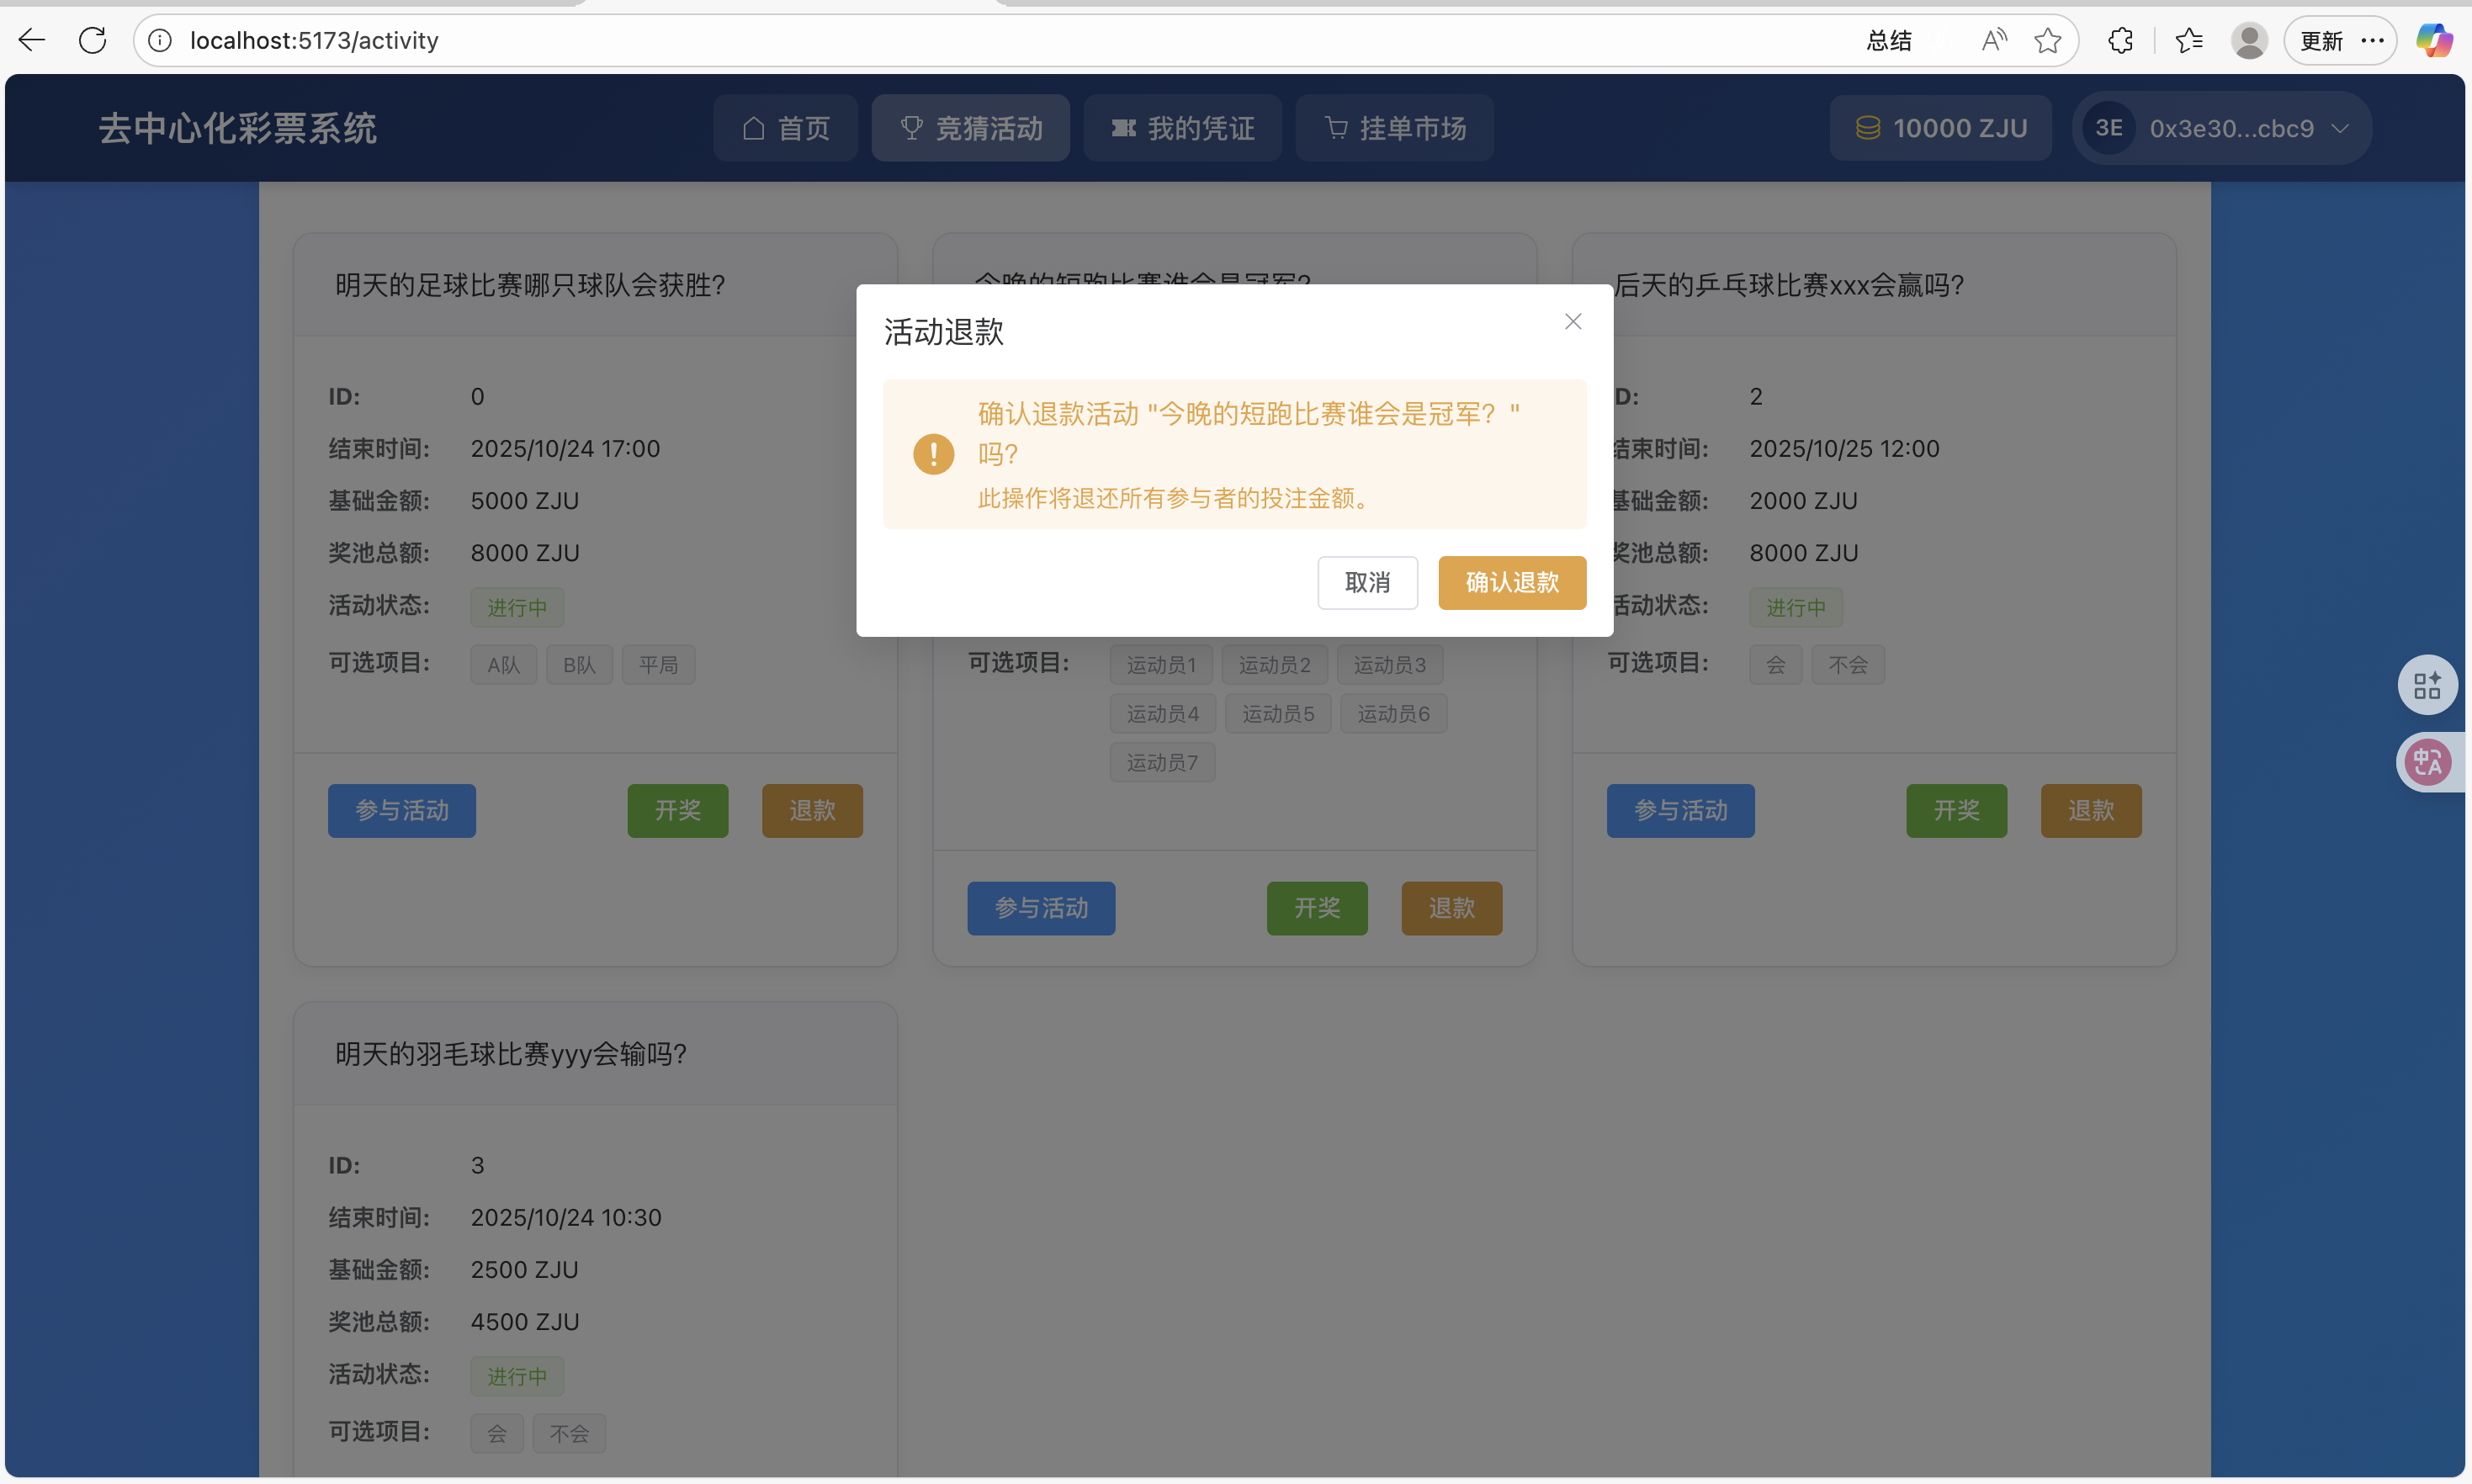 localhost:5173/activity
总结
更新
去中心化彩票系统
首页
竞猜活动
我的凭证
挂单市场
10000 ZJU
3E
0x3e30...cbc9
明天的足球比赛哪只球队会获胜?
ID:
0
结束时间:
2025/10/24 17:00
基础金额:
5000 ZJU
奖池总额:
8000 ZJU
活动状态:
进行中
可选项目:
A队
B队
平局
参与活动
开奖
退款
今晚的短跑比赛谁会是冠军?
活动退款
确认退款活动 "今晚的短跑比赛谁会是冠军？"
吗?
此操作将退还所有参与者的投注金额。
取消
确认退款
可选项目:
运动员1
运动员2
运动员3
运动员4
运动员5
运动员6
运动员7
参与活动
开奖
退款
后天的乒乓球比赛xxx会赢吗?
D:
2
结束时间:
2025/10/25 12:00
基础金额:
2000 ZJU
奖池总额:
8000 ZJU
活动状态:
进行中
可选项目:
会
不会
参与活动
开奖
退款
明天的羽毛球比赛yyy会输吗?
ID:
3
结束时间:
2025/10/24 10:30
基础金额:
2500 ZJU
奖池总额:
4500 ZJU
活动状态:
进行中
可选项目:
会
不会